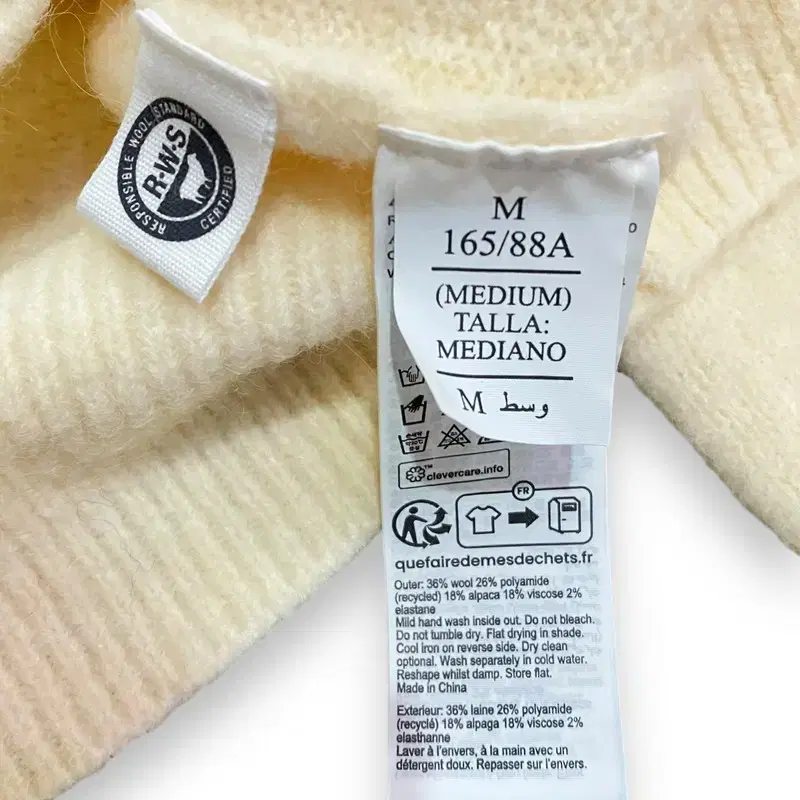 RESPONSIBLE WOOL STANDARD
R·W·S
CERTIFIED
M
165/88A
(MEDIUM)
TALLA:
MEDIANO
M وسط
clevercare.info
FR
quefairedemesdechets.fr
Outer: 36% wool 26% polyamide
(recycled) 18% alpaca 18% viscose 2%
elastane
Mild hand wash inside out. Do not bleach.
Do not tumble dry. Flat drying in shade.
Cool iron on reverse side. Dry clean
optional. Wash separately in cold water.
Reshape whilst damp. Store flat.
Made in China
Exterieur: 36% laine 26% polyamide
(recyclé) 18% alpaga 18% viscose 2%
elasthanne
Laver à l'envers, à la main avec un
détergent doux. Repasser sur l'envers.